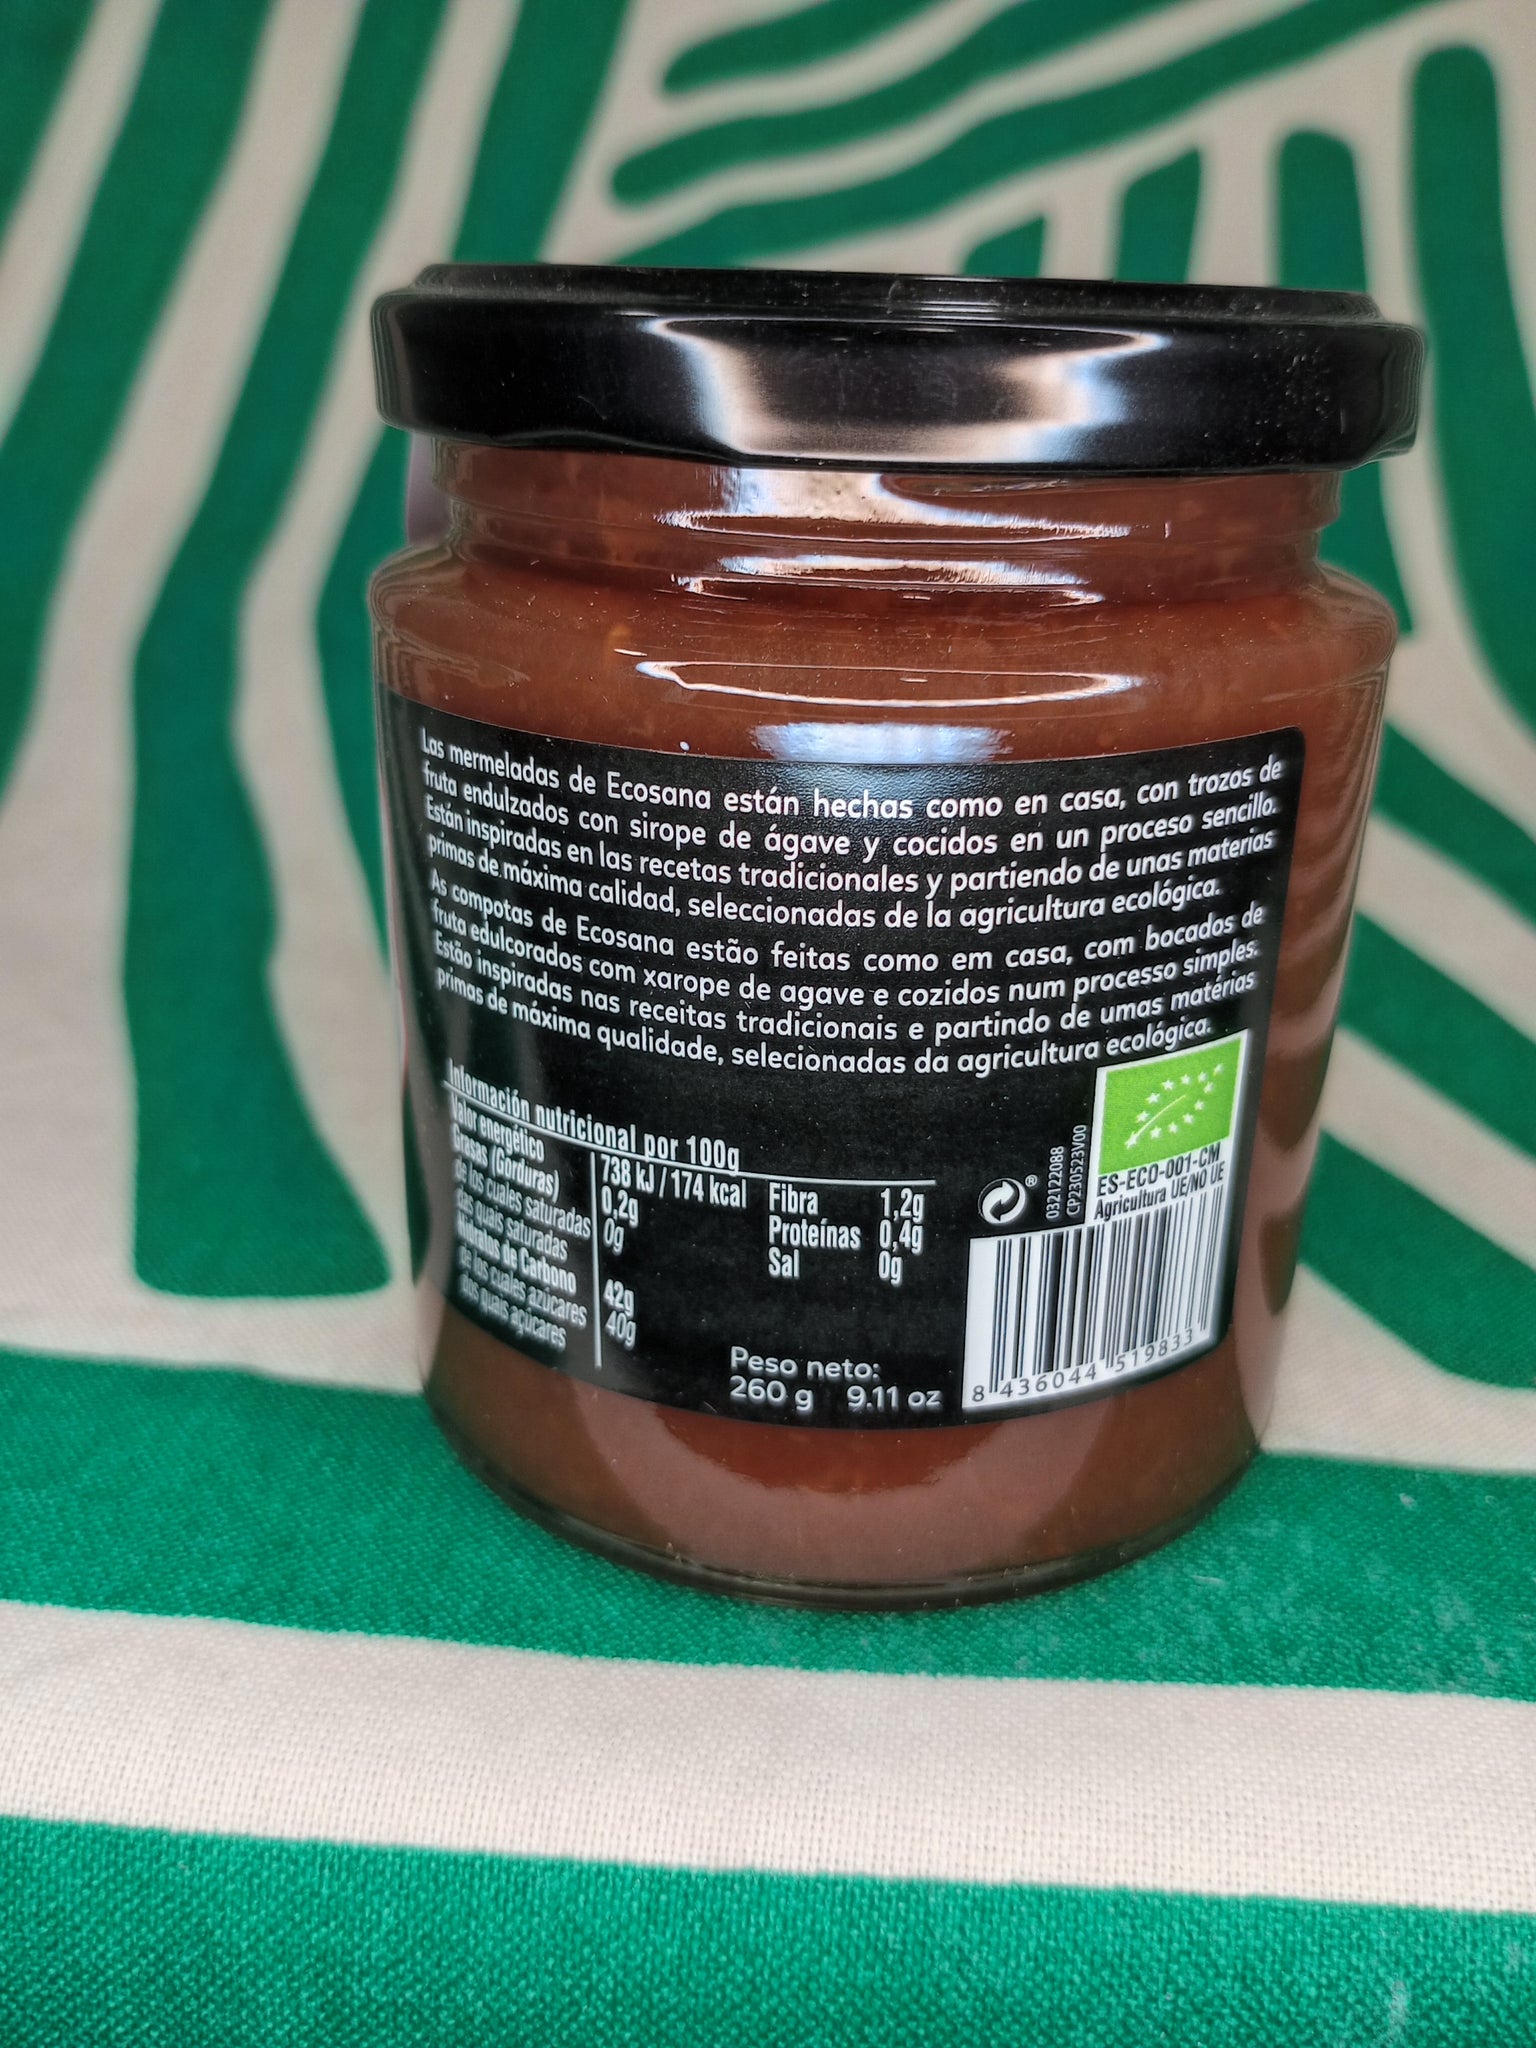 Las mermeladas de Ecosana están hechas como en casa, con trozos de
fruta endulzados con sirope de ágave y cocidos en un proceso sencillo.
Están inspiradas en las recetas tradicionales y partiendo de unas materias
primas de máxima calidad, seleccionadas de la agricultura ecológica.
As compotas de Ecosana estão feitas como em casa, com bocados de
fruta edulcorados com xarope de agave e cozidos num processo simples.
Estão inspiradas nas receitas tradicionais e partindo de umas matérias
primas de máxima qualidade, selecionadas da agricultura ecológica.
Información nutricional por 100g
Valor energético 738 kJ / 174 kcal
Grasas (Gorduras) 0,2g
de los cuales saturadas 0g
das quais saturadas
Hidratos de Carbono 42g
de los cuales azúcares 40g
dos quais açúcares
Fibra 1,2g
Proteínas 0,4g
Sal 0g
Peso neto:
260 g 9.11 oz
®
032122088
CP230523V00
ES-ECO-001-CM
Agricultura UE/NO UE
8 436044 519833